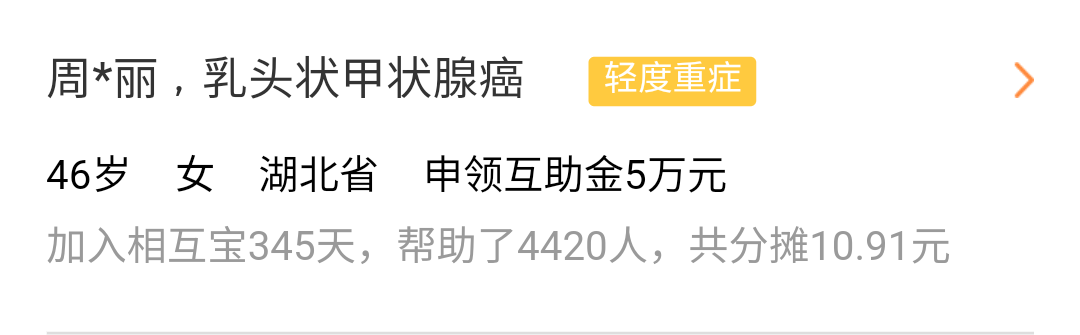 周*丽，乳头状甲状腺癌 轻度重症
46岁 女 湖北省 申领互助金5万元
加入相互宝345天，帮助了4420人，共分摊10.91元